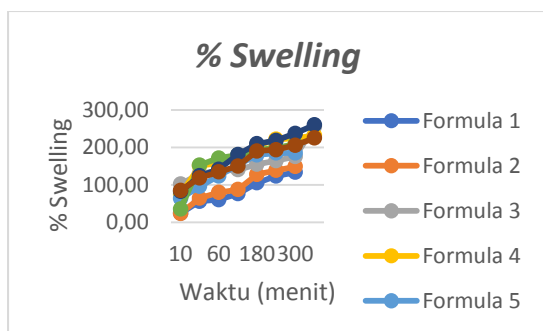 % Swelling
300,00
200,00
100,00
0,00
% Swelling
10 60 180 300
Waktu (menit)
Formula 1
Formula 2
Formula 3
Formula 4
Formula 5